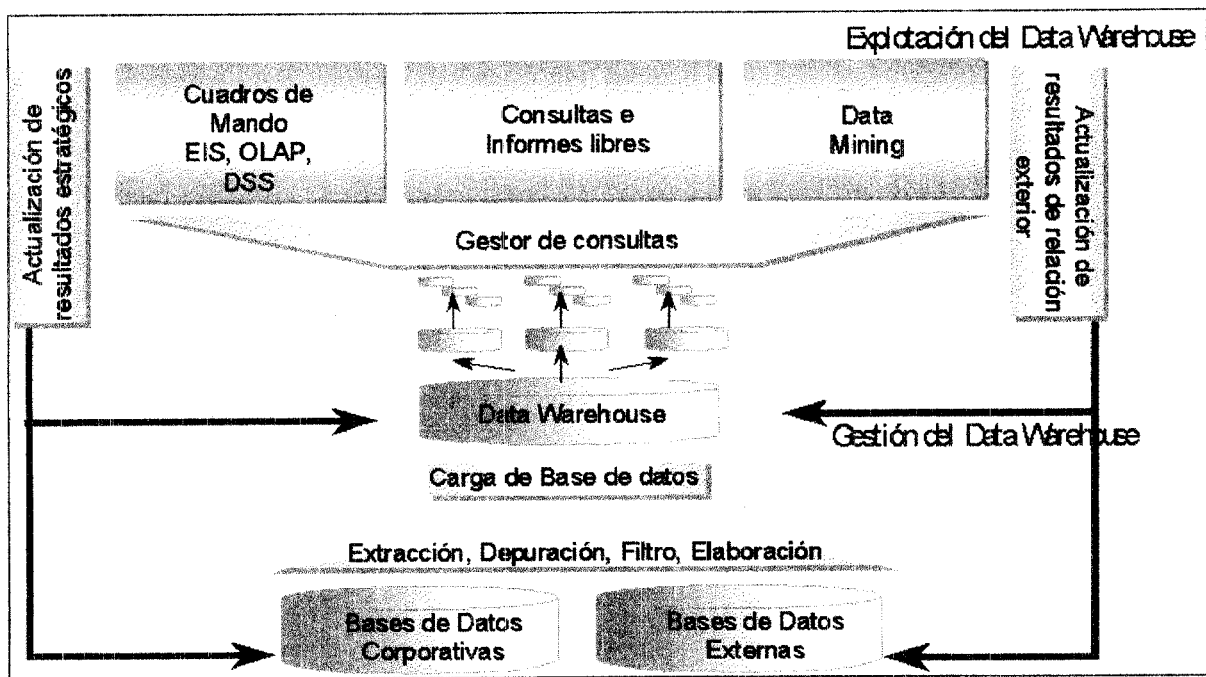 Explotación del Data Warehouse
Actualización de
resultados estratégicos
Cuadros de
Mando
EIS, OLAP,
DSS
Consultas e
Informes libres
Data
Mining
Actualización de
resultados de relación
exterior
Gestor de consultas
Data Warehouse
Gestión del Data Warehouse
Carga de Base de datos
Extracción, Depuración, Filtro, Elaboración
Bases de Datos
Corporativas
Bases de Datos
Externas